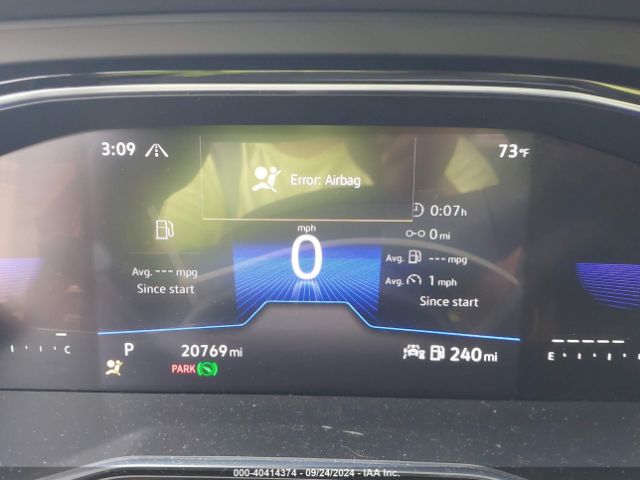 3:09
73°F
Error: Airbag
0:07 h
0 mi
mph
0
Avg. --- mpg
Since start
Avg. --- mpg
Avg. 1 mph
Since start
C
P
20769 mi
240 mi
E
PARK
000-40414374 - 09/24/2024 - IAA Inc.